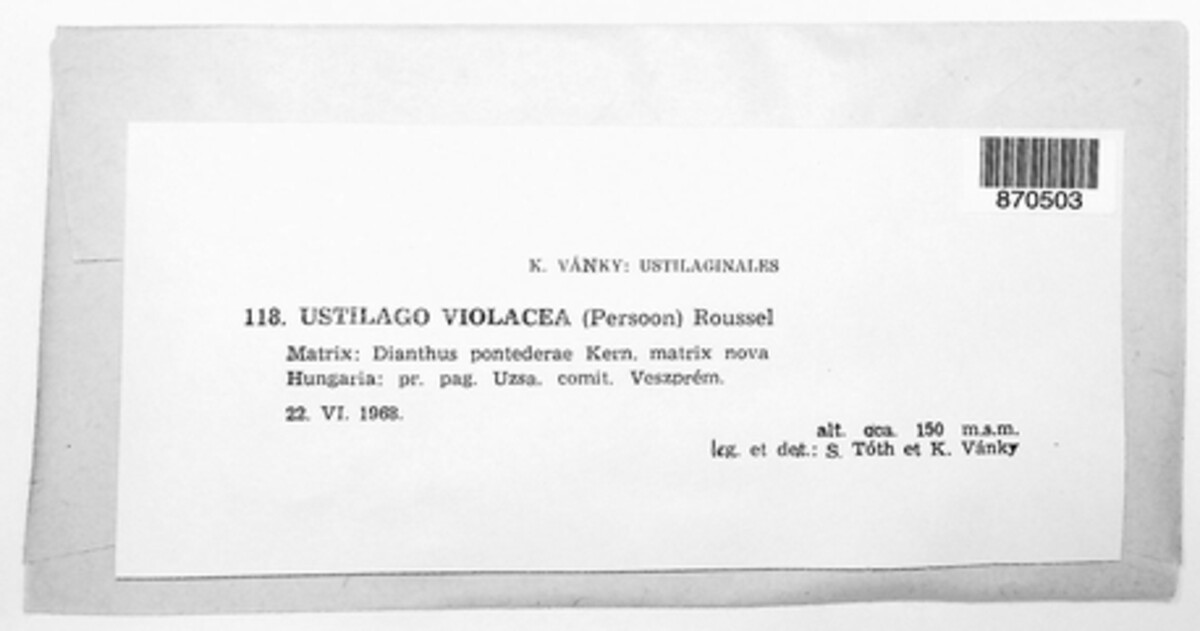 870503
K. VÁNKY: USTILAGINALES
118. USTILAGO VIOLACEA (Persoon) Roussel
Matrix: Dianthus pontederae Kern. matrix nova
Hungaria: pr. pag. Uzsa. comit. Veszprém.
22. VI. 1968.
alt. cca. 150 m.s.m.
leg. et det.: S. Tóth et K. Vánky